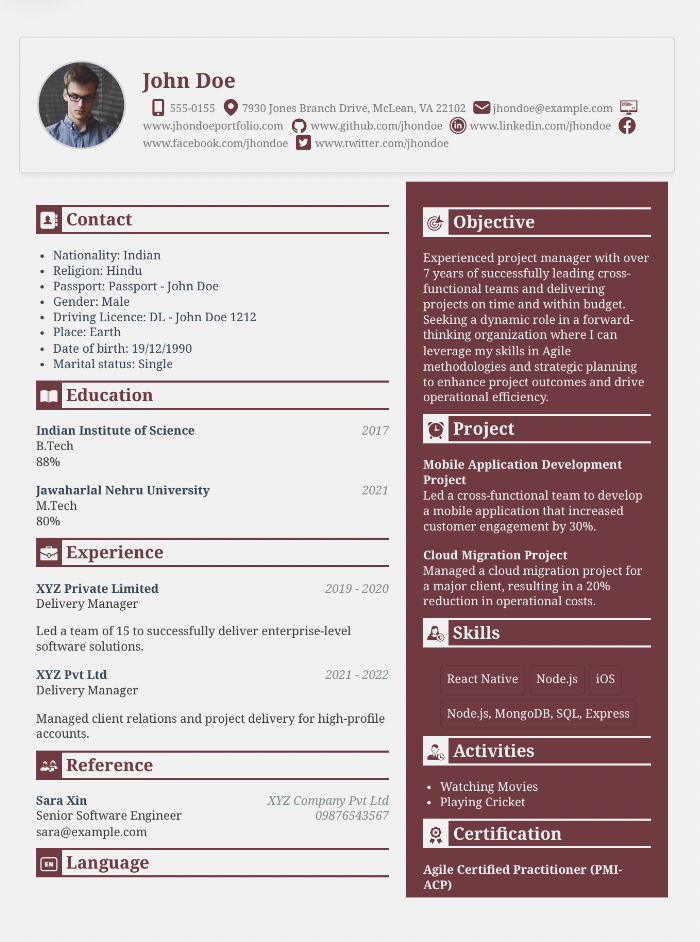 John Doe
555-0155 7930 Jones Branch Drive, McLean, VA 22102 jhondoe@example.com
www.jhondoeportfolio.com www.github.com/jhondoe in www.linkedin.com/jhondoe
www.facebook.com/jhondoe www.twitter.com/jhondoe
Contact
• Nationality: Indian
• Religion: Hindu
• Passport: Passport - John Doe
• Gender: Male
• Driving Licence: DL - John Doe 1212
• Place: Earth
• Date of birth: 19/12/1990
• Marital status: Single
Education
Indian Institute of Science 2017
B.Tech
88%
Jawaharlal Nehru University 2021
M.Tech
80%
Experience
XYZ Private Limited 2019 - 2020
Delivery Manager
Led a team of 15 to successfully deliver enterprise-level
software solutions.
XYZ Pvt Ltd 2021 - 2022
Delivery Manager
Managed client relations and project delivery for high-profile
accounts.
Reference
Sara Xin XYZ Company Pvt Ltd
Senior Software Engineer 09876543567
sara@example.com
EN Language
Objective
Experienced project manager with over
7 years of successfully leading cross-
functional teams and delivering
projects on time and within budget.
Seeking a dynamic role in a forward-
thinking organization where I can
leverage my skills in Agile
methodologies and strategic planning
to enhance project outcomes and drive
operational efficiency.
Project
Mobile Application Development
Project
Led a cross-functional team to develop
a mobile application that increased
customer engagement by 30%.
Cloud Migration Project
Managed a cloud migration project for
a major client, resulting in a 20%
reduction in operational costs.
Skills
React Native Node.js iOS
Node.js, MongoDB, SQL, Express
Activities
• Watching Movies
• Playing Cricket
Certification
Agile Certified Practitioner (PMI-
ACP)